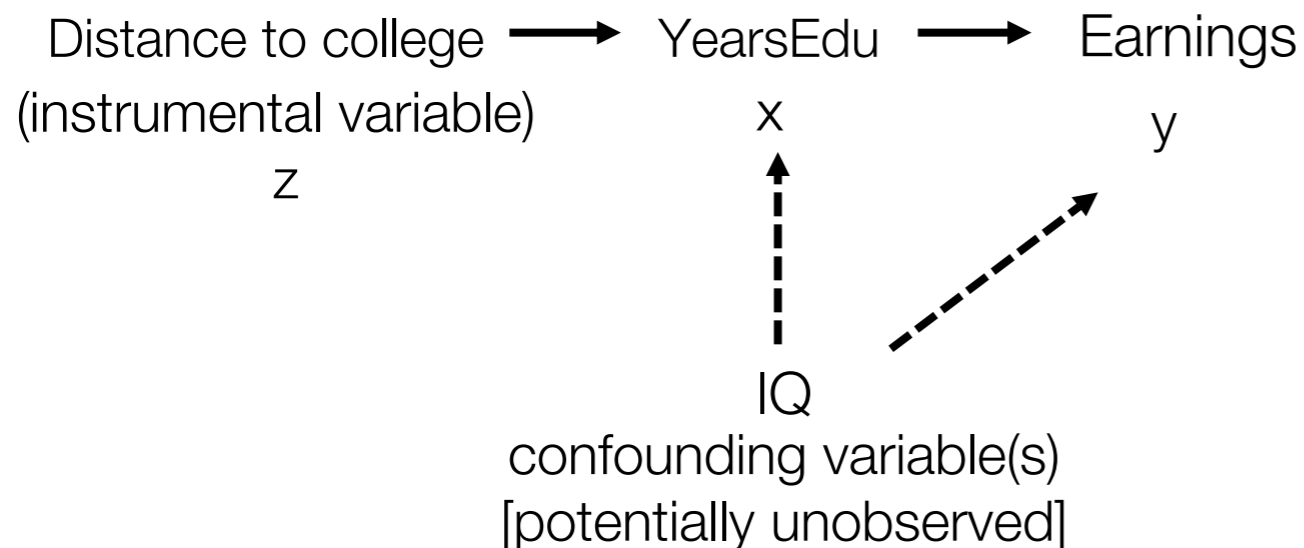 Distance to college YearsEdu Earnings
(instrumental variable) x y
z
IQ
confounding variable(s)
[potentially unobserved]